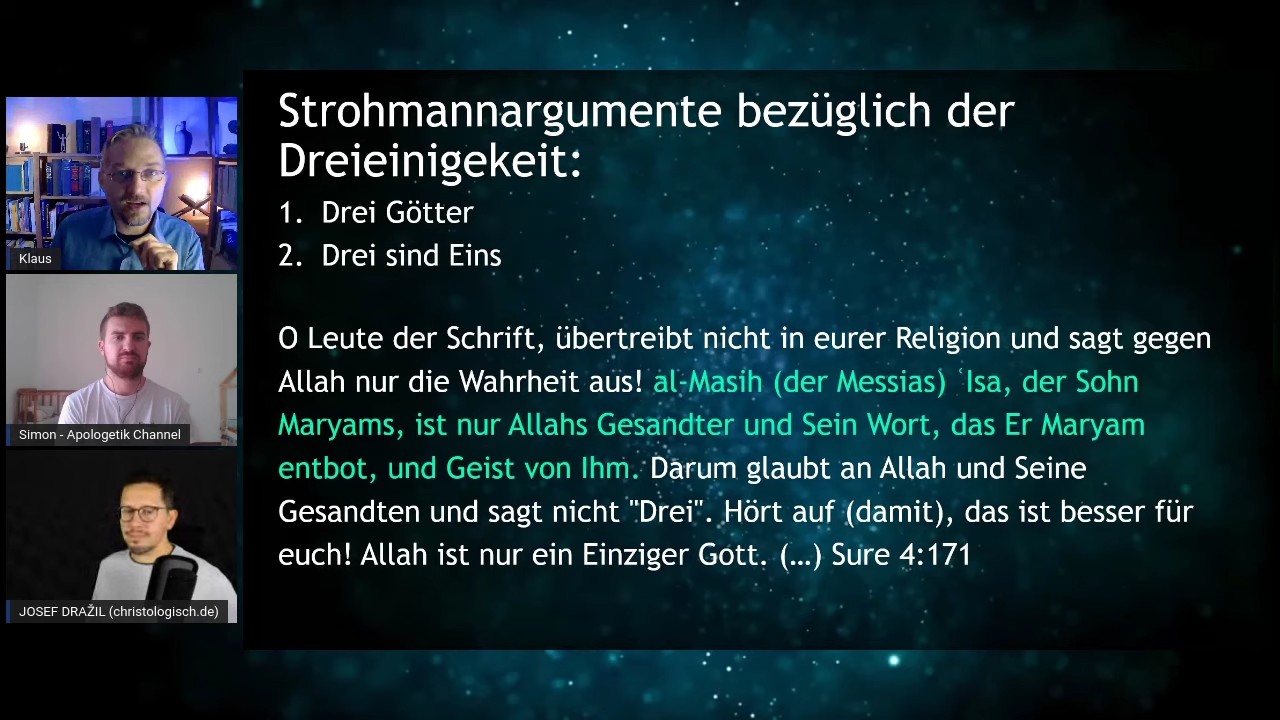 Strohmannargumente bezüglich der
Dreieinigekeit:
1. Drei Götter
2. Drei sind Eins
O Leute der Schrift, übertreibt nicht in eurer Religion und sagt gegen
Allah nur die Wahrheit aus! al-Masih (der Messias) ʿIsa, der Sohn
Maryams, ist nur Allahs Gesandter und Sein Wort, das Er Maryam
entbot, und Geist von Ihm. Darum glaubt an Allah und Seine
Gesandten und sagt nicht "Drei". Hört auf (damit), das ist besser für
euch! Allah ist nur ein Einziger Gott. (…) Sure 4:171
Klaus
Simon - Apologetik Channel
JOSEF DRAŽIL (christologisch.de)